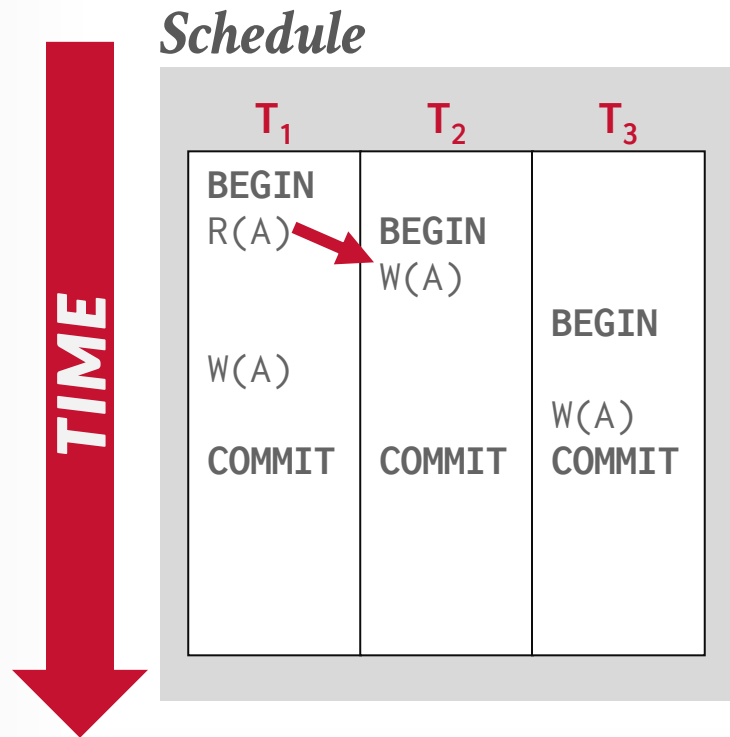 Schedule
TIME
T₁ T₂ T₃
BEGIN
R(A) BEGIN
W(A)
BEGIN
W(A)
W(A)
COMMIT COMMIT COMMIT